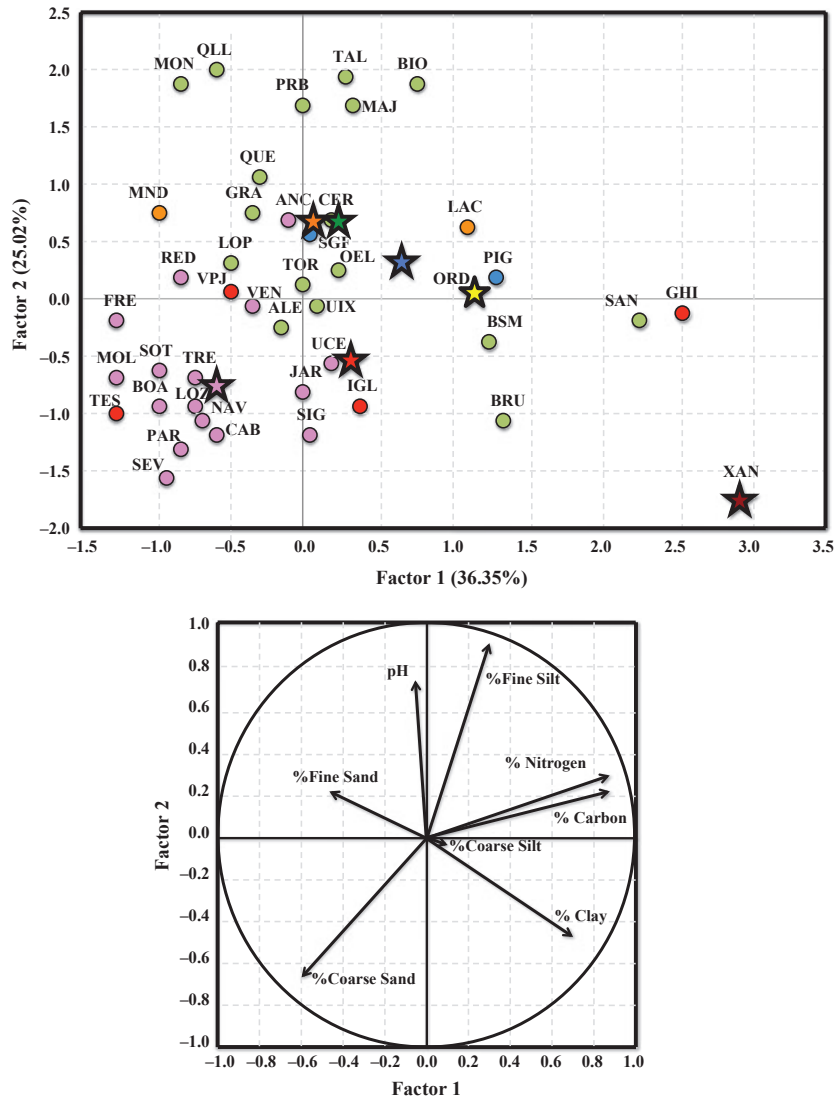 2.5
QLL
TAL
BIO
MON
2.0
PRB
MAJ
1.5
QUE
1.0
MND
GRA
ANC
CER
LAC
0.5
RED
LOP
SGF
OEL
PIG
VPJ
VEN
TOR
ORD
0.0
FRE
ALE
UIX
BSM
SAN
GHI
–0.5
MOL
SOT
TRE
UCE
BOA
LOZ
JAR
IGL
–1.0
TES
NAV
SIG
BRU
PAR
CAB
–1.5
SEV
XAN
–2.0
Factor 2 (25.02%)
–1.5 –1.0 –0.5 0.0 0.5 1.0 1.5 2.0 2.5 3.0 3.5
Factor 1 (36.35%)
1.0
0.8
0.6
0.4
0.2
0.0
–0.2
–0.4
–0.6
–0.8
–1.0
Factor 2
pH
%Fine Silt
% Nitrogen
%Fine Sand
% Carbon
%Coarse Silt
% Clay
%Coarse Sand
–1.0 –0.8 –0.6 –0.4 –0.2 0.0 0.2 0.4 0.6 0.8 1.0
Factor 1